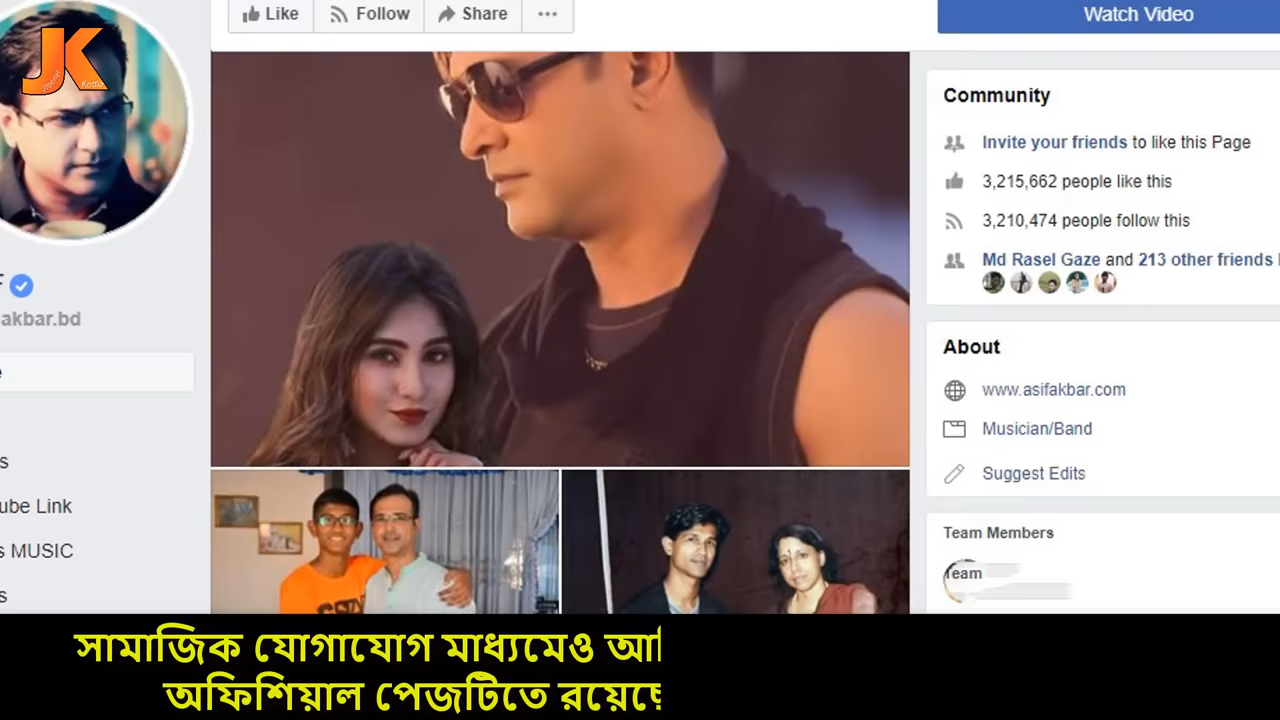 JK
Like
Follow
Share
Watch Video
akbar.bd
ube Link
s MUSIC
s
Community
Invite your friends to like this Page
3,215,662 people like this
3,210,474 people follow this
Md Rasel Gaze and 213 other friends
About
www.asifakbar.com
Musician/Band
Suggest Edits
Team Members
Team
সামাজিক যোগাযোগ মাধ্যমেও আ
অফিশিয়াল পেজটিতে রয়েছে